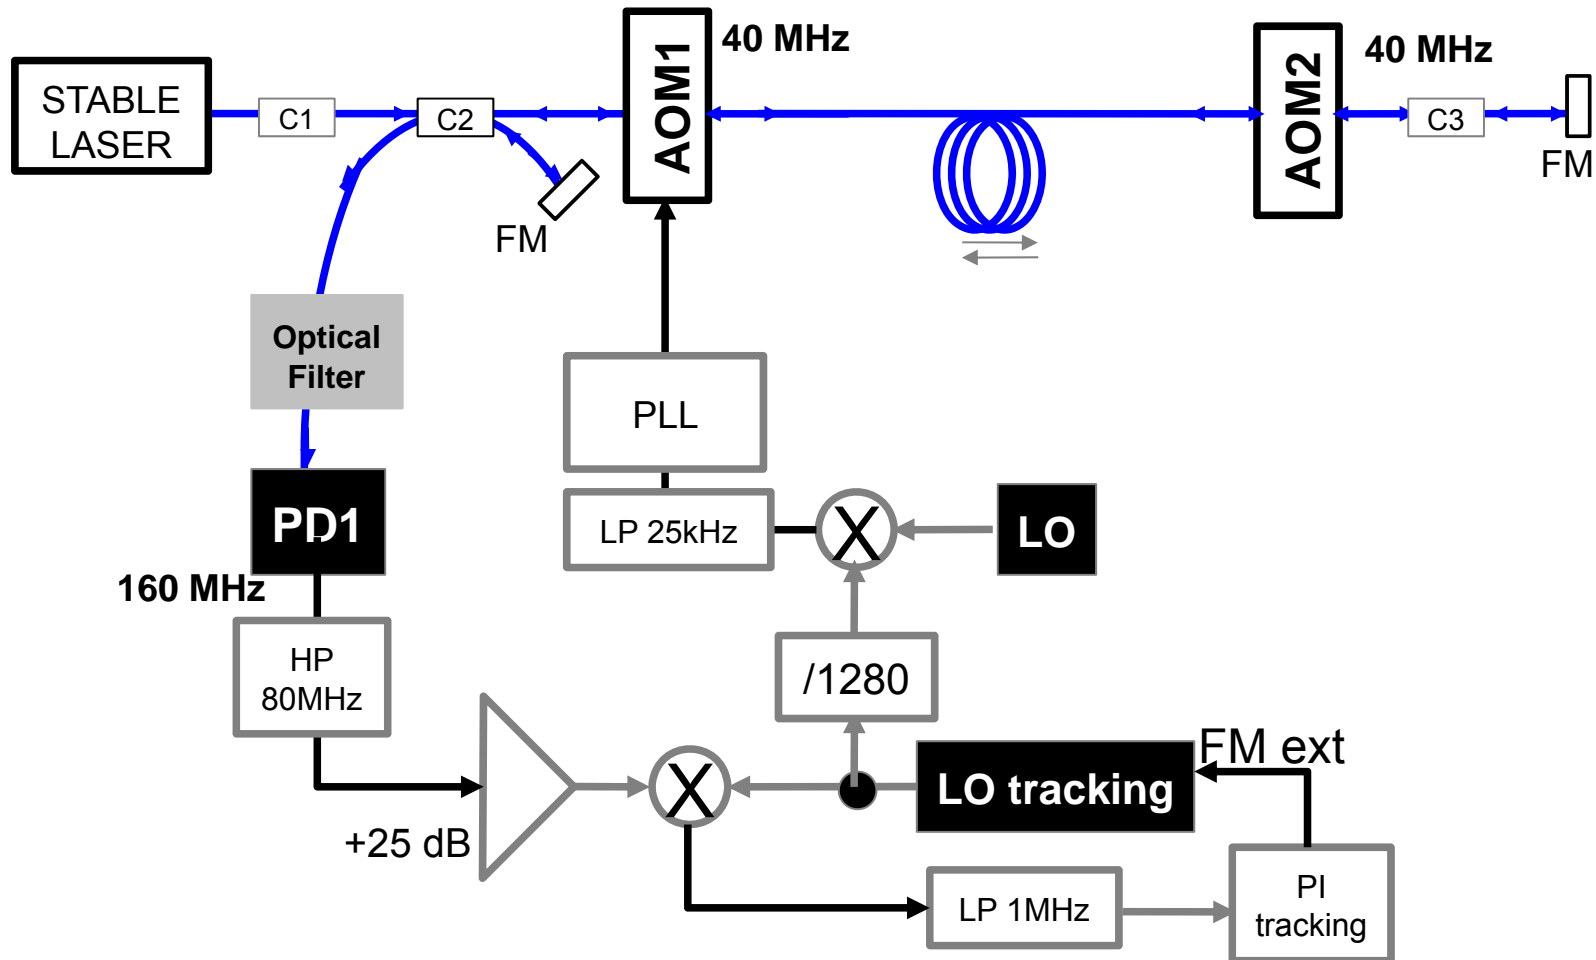 40 MHz
40 MHz
STABLE
LASER
C1
C2
AOM1
AOM2
C3
FM
FM
Optical
Filter
PLL
PD1
LP 25kHz
X
LO
160 MHz
HP
80MHz
/1280
FM ext
+25 dB
X
LO tracking
LP 1MHz
PI
tracking